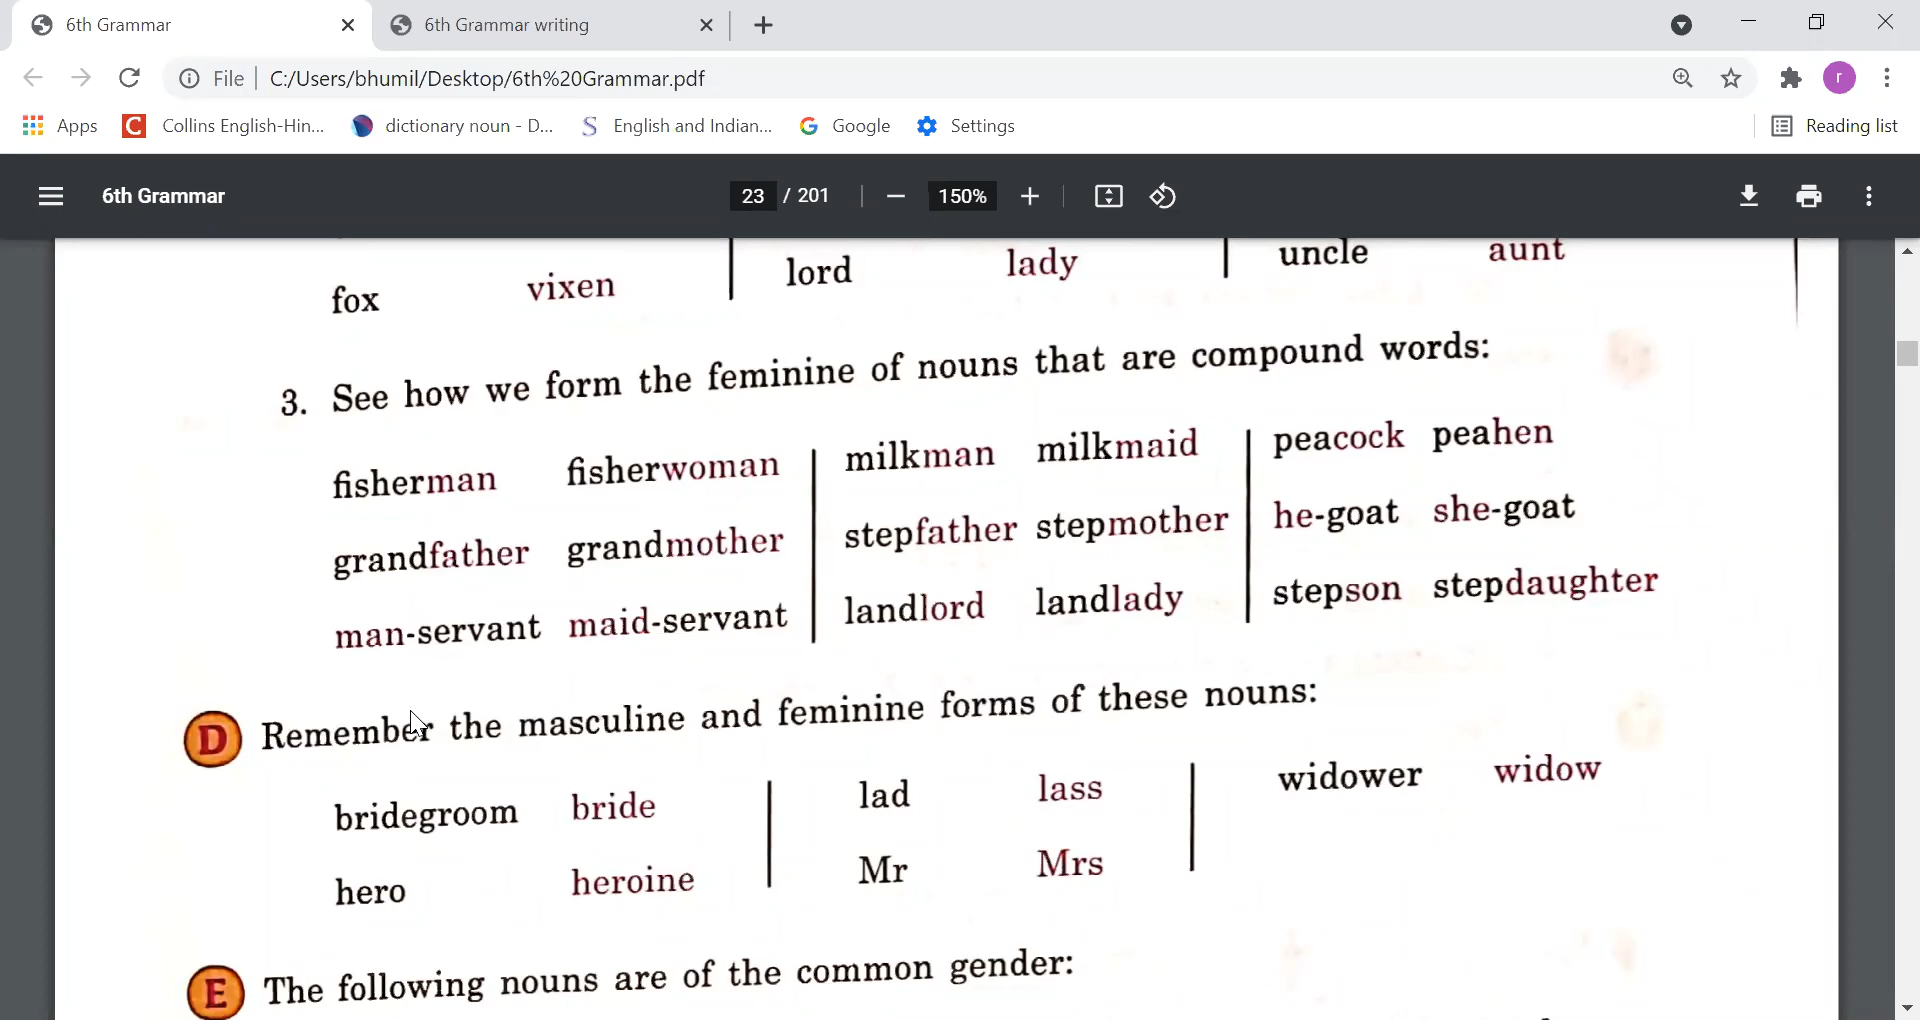 6th Grammar
6th Grammar writing
File C:/Users/bhumil/Desktop/6th%20Grammar.pdf
r
Apps Collins English-Hin... dictionary noun - D... English and Indian... Google Settings Reading list
6th Grammar 23 / 201 150%
fox vixen lord lady uncle aunt
3. See how we form the feminine of nouns that are compound words:
fisherman fisherwoman milkman milkmaid peacock peahen
grandfather grandmother stepfather stepmother he-goat she-goat
man-servant maid-servant landlord landlady stepson stepdaughter
D Remember the masculine and feminine forms of these nouns:
bridegroom bride lad lass widower widow
hero heroine Mr Mrs
E The following nouns are of the common gender: